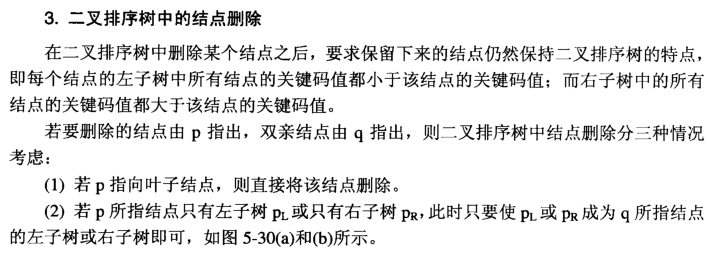 3. 二叉排序树中的结点删除
在二叉排序树中删除某个结点之后，要求保留下来的结点仍然保持二叉排序树的特点，
即每个结点的左子树中所有结点的关键码值都小于该结点的关键码值；而右子树中的所有
结点的关键码值都大于该结点的关键码值。
若要删除的结点由 p 指出，双亲结点由 q 指出，则二叉排序树中结点删除分三种情况
考虑：
(1) 若 p 指向叶子结点，则直接将该结点删除。
(2) 若 p 所指结点只有左子树 pL 或只有右子树 pR，此时只要使 pL 或 pR 成为 q 所指结点
的左子树或右子树即可，如图 5-30(a)和(b)所示。